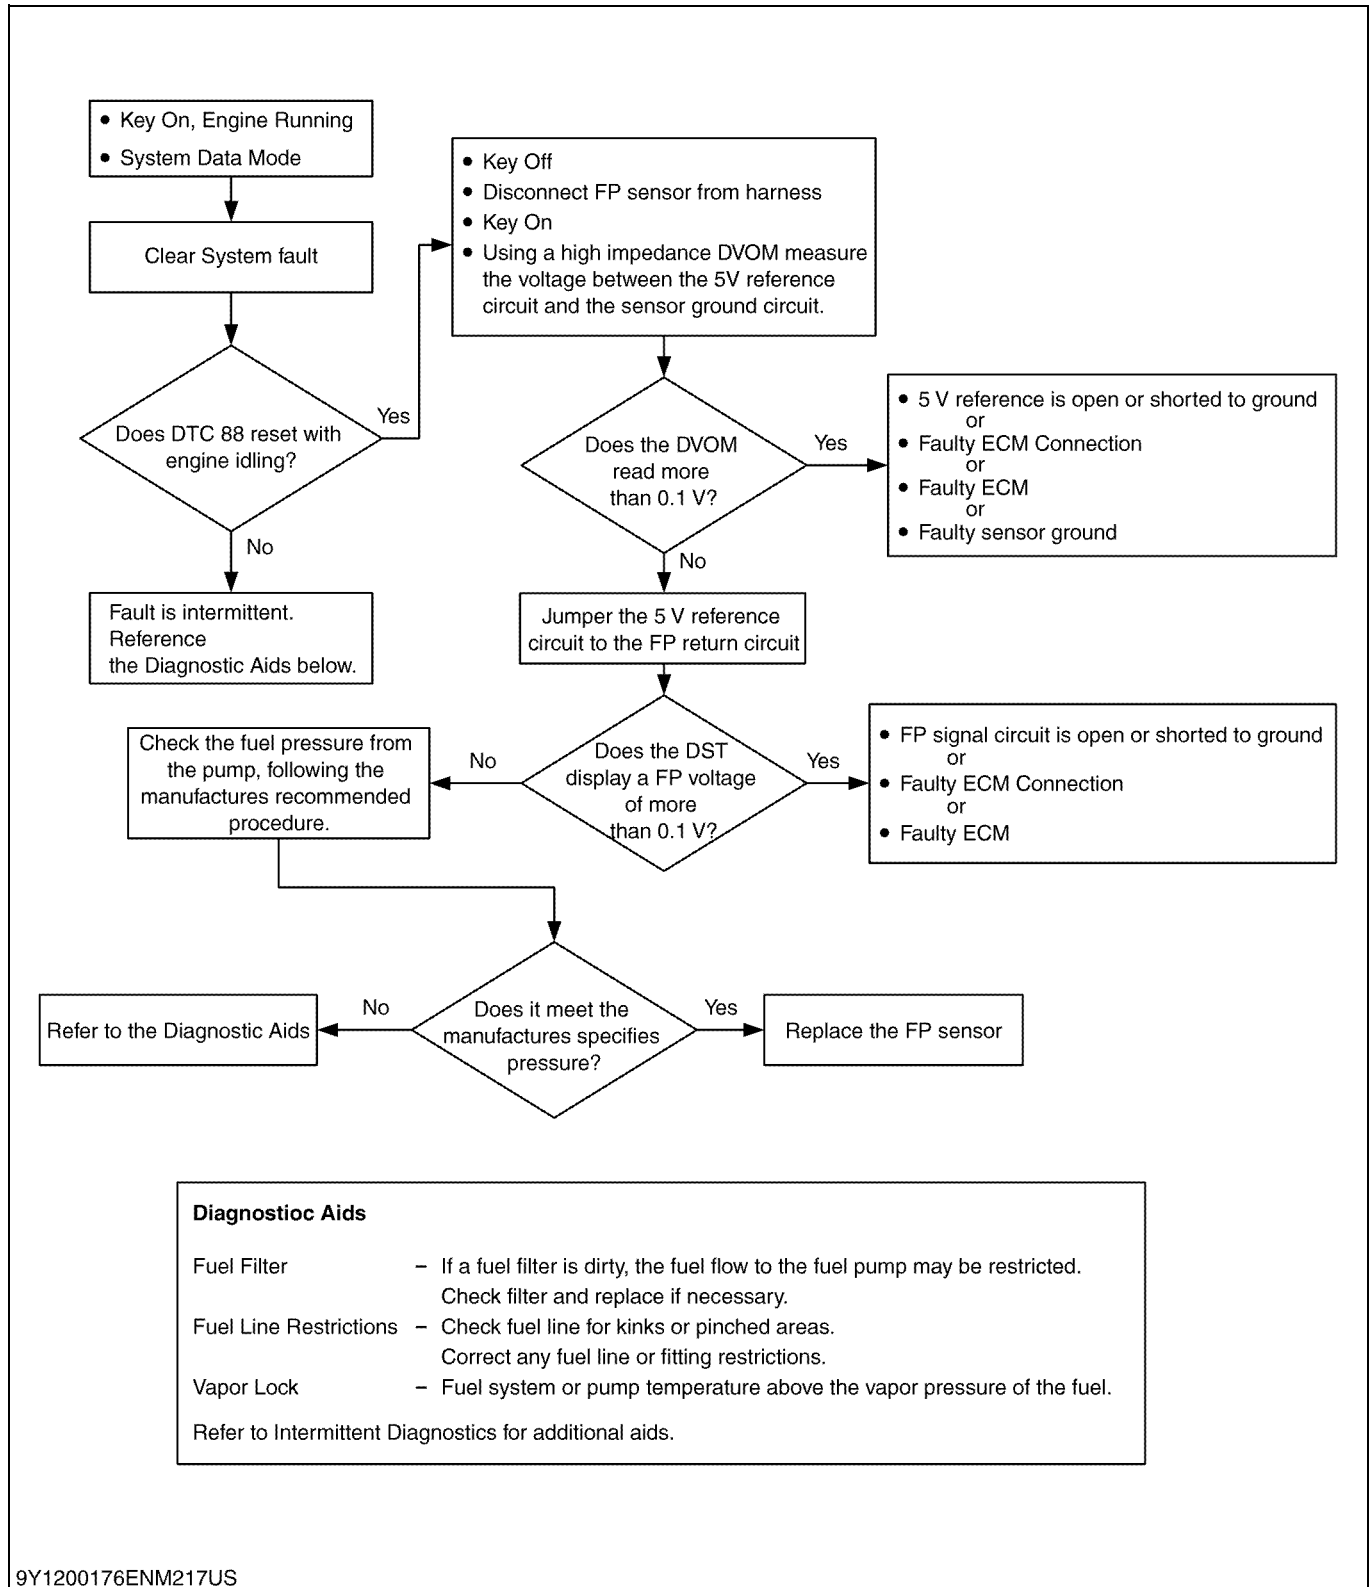 ● Key On, Engine Running
● System Data Mode
Clear System fault
Does DTC 88 reset with
engine idling?
Yes
No
Fault is intermittent.
Reference
the Diagnostic Aids below.
● Key Off
● Disconnect FP sensor from harness
● Key On
● Using a high impedance DVOM measure
the voltage between the 5V reference
circuit and the sensor ground circuit.
Does the DVOM
read more
than 0.1 V?
Yes
● 5 V reference is open or shorted to ground
or
● Faulty ECM Connection
or
● Faulty ECM
or
● Faulty sensor ground
No
Jumper the 5 V reference
circuit to the FP return circuit
Does the DST
display a FP voltage
of more
than 0.1 V?
Yes
● FP signal circuit is open or shorted to ground
or
● Faulty ECM Connection
or
● Faulty ECM
No
Check the fuel pressure from
the pump, following the
manufactures recommended
procedure.
Does it meet the
manufactures specifies
pressure?
No
Refer to the Diagnostic Aids
Yes
Replace the FP sensor
Diagnostioc Aids
Fuel Filter – If a fuel filter is dirty, the fuel flow to the fuel pump may be restricted.
Check filter and replace if necessary.
Fuel Line Restrictions – Check fuel line for kinks or pinched areas.
Correct any fuel line or fitting restrictions.
Vapor Lock – Fuel system or pump temperature above the vapor pressure of the fuel.
Refer to Intermittent Diagnostics for additional aids.
9Y1200176ENM217US